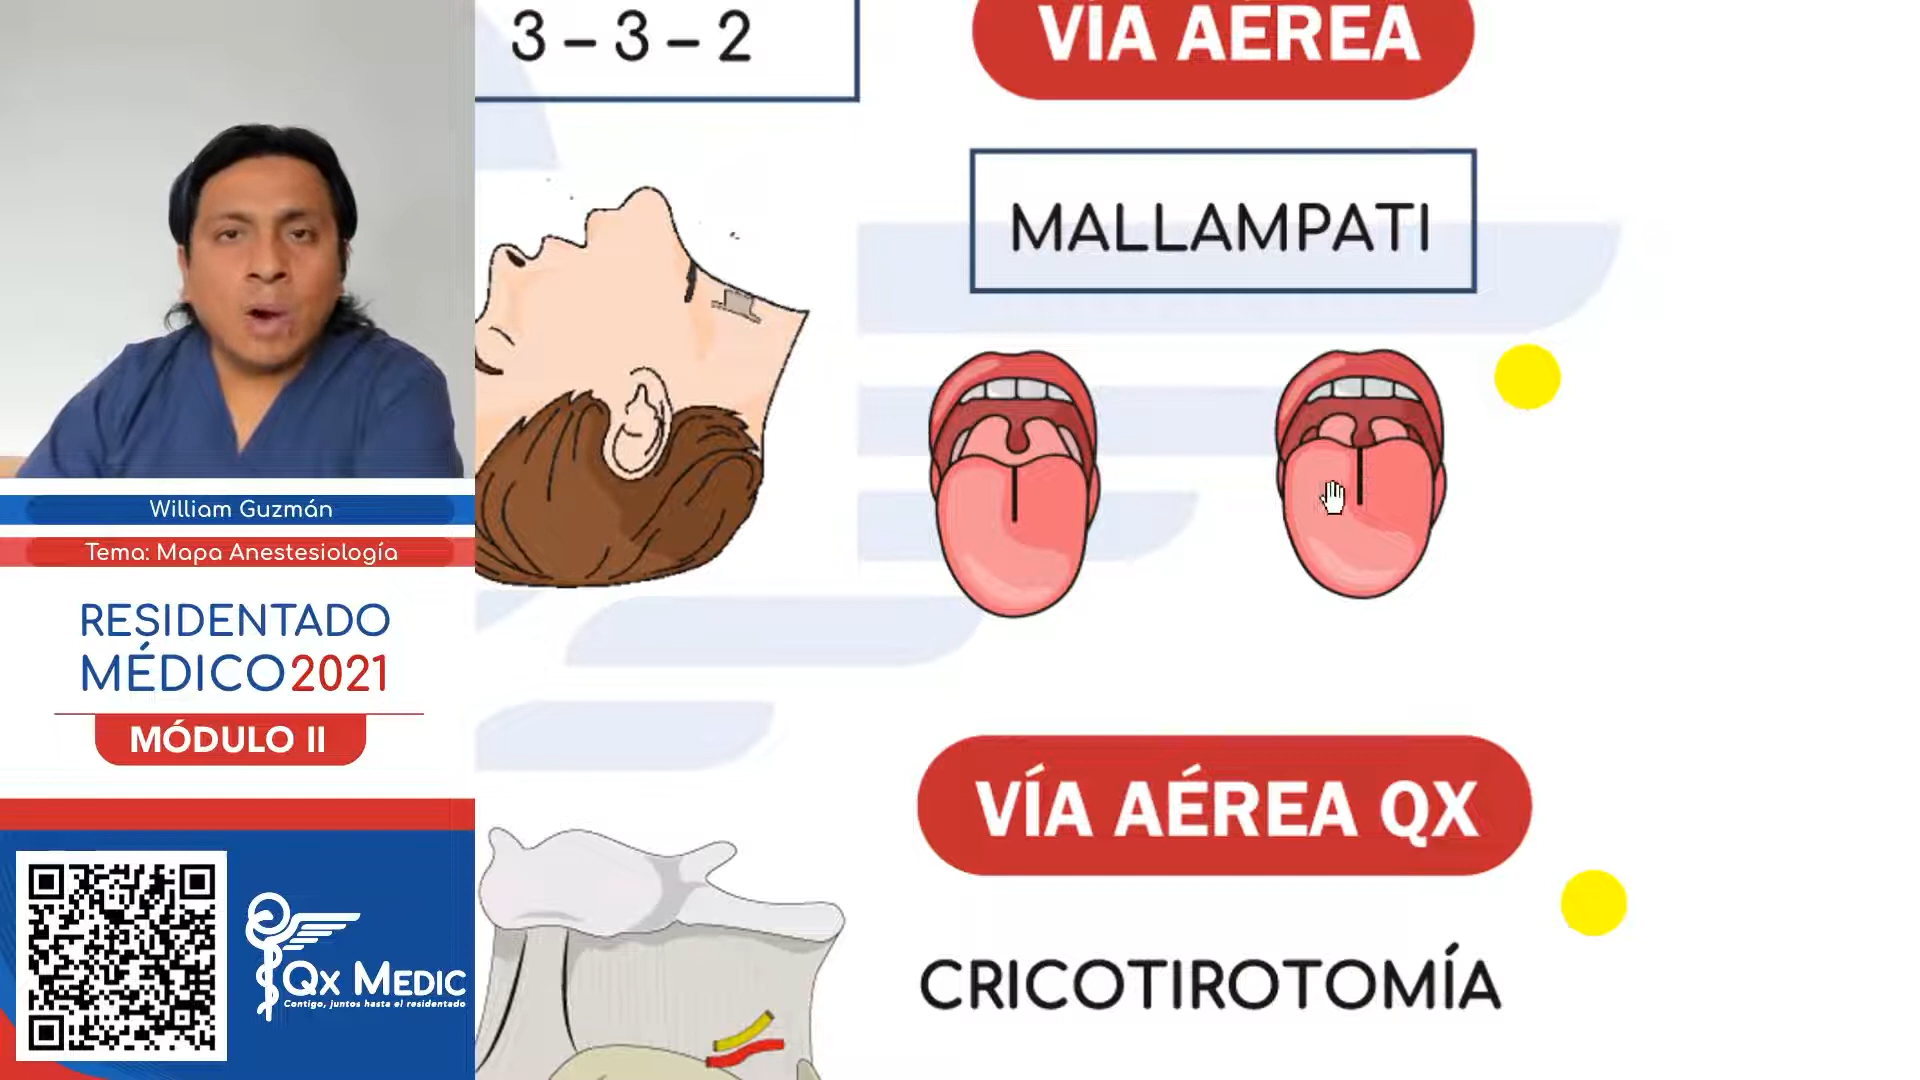 3 – 3 – 2
VÍA AÉREA
MALLAMPATI
William Guzmán
Tema: Mapa Anestesiología
RESIDENTADO
MÉDICO2021
MÓDULO II
VÍA AÉREA QX
CRICOTIROTOMÍA
QX MEDIC
Contigo, juntos hasta el residentado